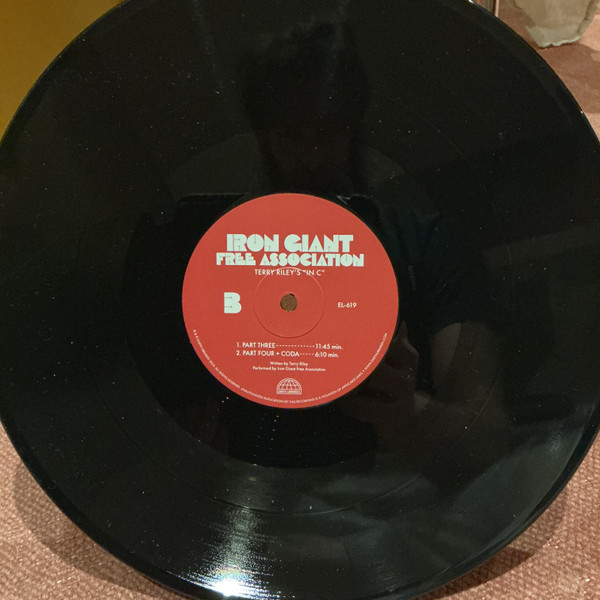 IRON GIANT
FREE ASSOCIATION
TERRY RILEY'S "IN C"
B
EL-619
1. PART THREE-------------11:45 min.
2. PART FOUR + CODA-----6:10 min.
Written by Terry Riley
Performed by Iron Giant Free Association